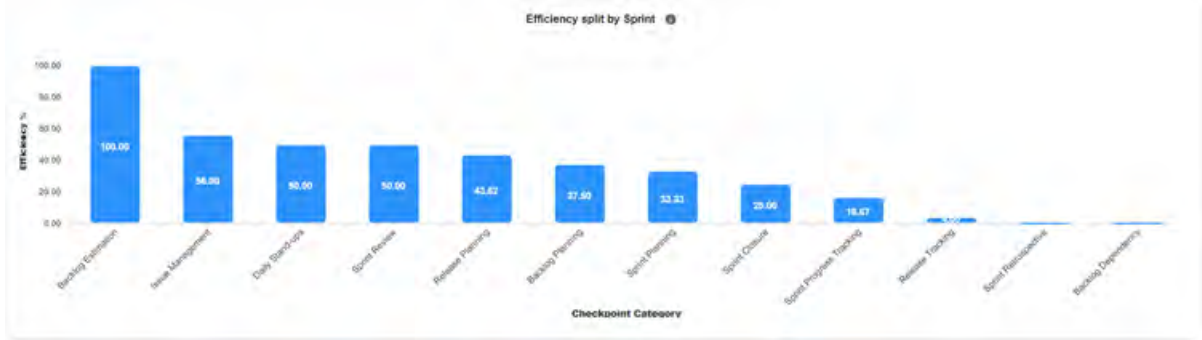 Efficiency split by Sprint
100.00
80.00
60.00
40.00
20.00
0.00
Efficiency %
100.00
56.00
50.00
50.00
43.62
37.50
33.33
25.00
16.67
Backlog Estimation
Issue Management
Daily Stand-ups
Sprint Review
Release Planning
Backlog Planning
Sprint Planning
Sprint Closure
Sprint Progress Tracking
Release Tracking
Sprint Retrospective
Backlog Dependency
Checkpoint Category